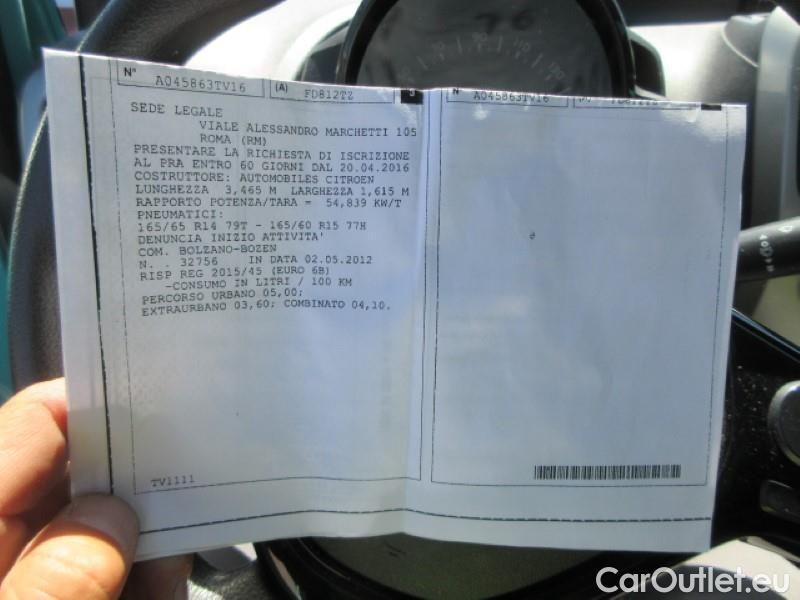 N° A045863TV16 (A) FD812TZ
N A045863TV16 FD812TZ
SEDE LEGALE
VIALE ALESSANDRO MARCHETTI 105
ROMA (RM)
PRESENTARE LA RICHIESTA DI ISCRIZIONE
AL PRA ENTRO 60 GIORNI DAL 20.04.2016
COSTRUTTORE: AUTOMOBILES CITROEN
LUNGHEZZA 3,465 M LARGHEZZA 1,615 M
RAPPORTO POTENZA/TARA = 54,839 KW/T
PNEUMATICI:
165/65 R14 79T - 165/60 R15 77H
DENUNCIA INIZIO ATTIVITA'
COM. BOLZANO-BOZEN
N. . 32756 IN DATA 02.05.2012
RISP REG 2015/45 (EURO 6B)
-CONSUMO IN LITRI / 100 KM
PERCORSO URBANO 05,00;
EXTRAURBANO 03,60; COMBINATO 04,10.
TV1111
CarOutlet.eu